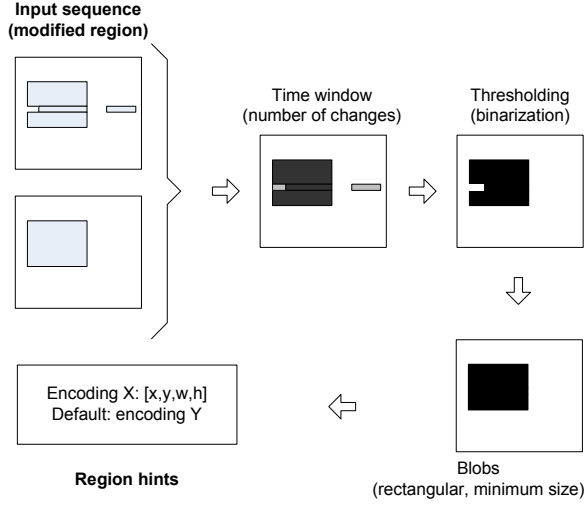 Input sequence
(modified region)
Time window
(number of changes)
Thresholding
(binarization)
Encoding X: [x,y,w,h]
Default: encoding Y
Region hints
Blobs
(rectangular, minimum size)